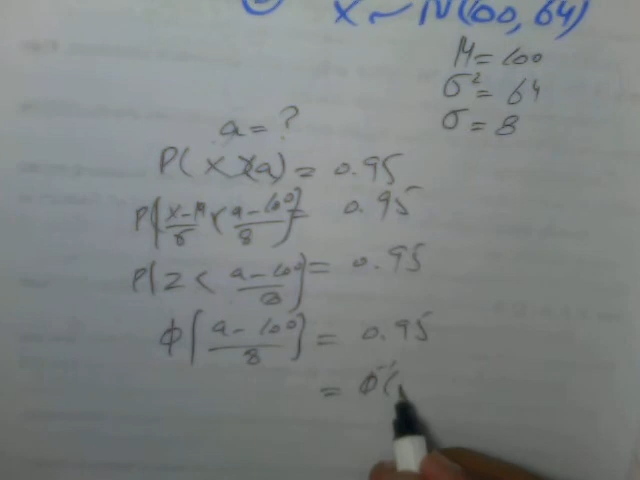 X ~ N(100, 64)
M = 100
σ² = 64
σ = 8
a = ?
P(X < a) = 0.95
P(X-M/σ < a-100/8) = 0.95
P(Z < a-100/8) = 0.95
ϕ(a-100/8) = 0.95
= ϕ⁻¹(